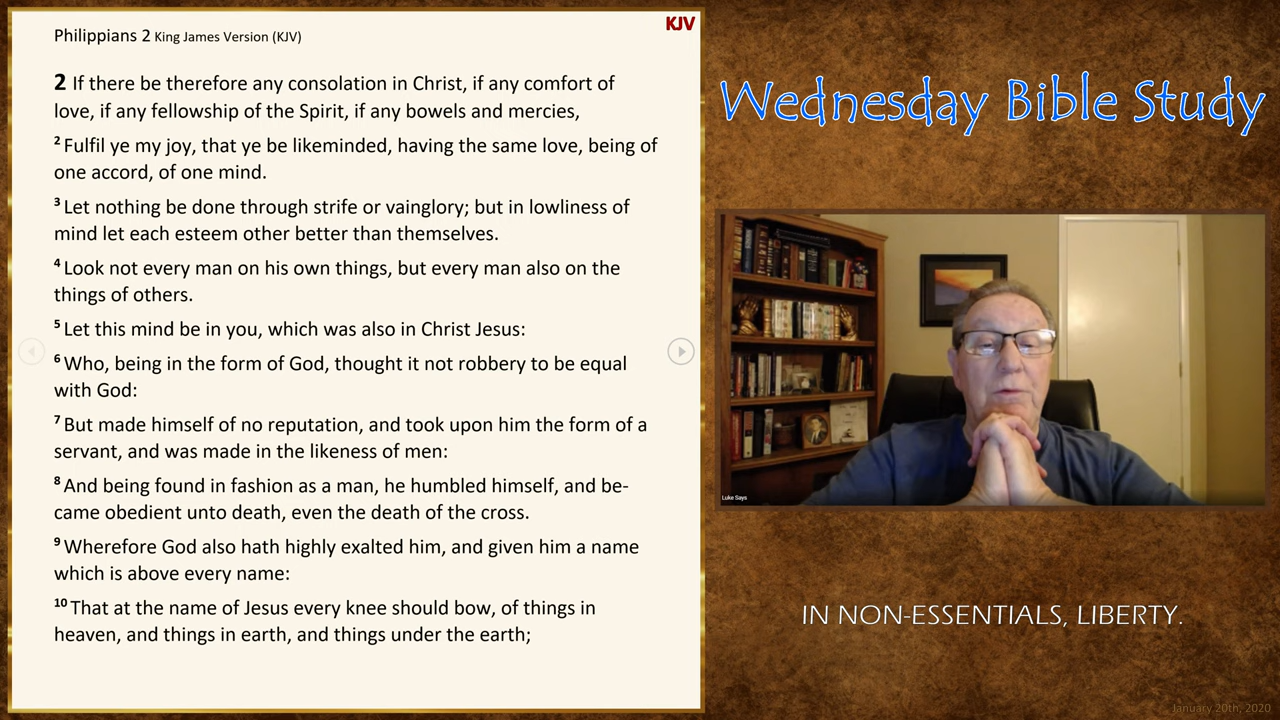 Philippians 2 King James Version (KJV)
KJV
2 If there be therefore any consolation in Christ, if any comfort of
love, if any fellowship of the Spirit, if any bowels and mercies,
2 Fulfil ye my joy, that ye be likeminded, having the same love, being of
one accord, of one mind.
3 Let nothing be done through strife or vainglory; but in lowliness of
mind let each esteem other better than themselves.
4 Look not every man on his own things, but every man also on the
things of others.
5 Let this mind be in you, which was also in Christ Jesus:
6 Who, being in the form of God, thought it not robbery to be equal
with God:
7 But made himself of no reputation, and took upon him the form of a
servant, and was made in the likeness of men:
8 And being found in fashion as a man, he humbled himself, and be-
came obedient unto death, even the death of the cross.
9 Wherefore God also hath highly exalted him, and given him a name
which is above every name:
10 That at the name of Jesus every knee should bow, of things in
heaven, and things in earth, and things under the earth;
Wednesday Bible Study
Luke Says
IN NON-ESSENTIALS, LIBERTY.
January 20th, 2020